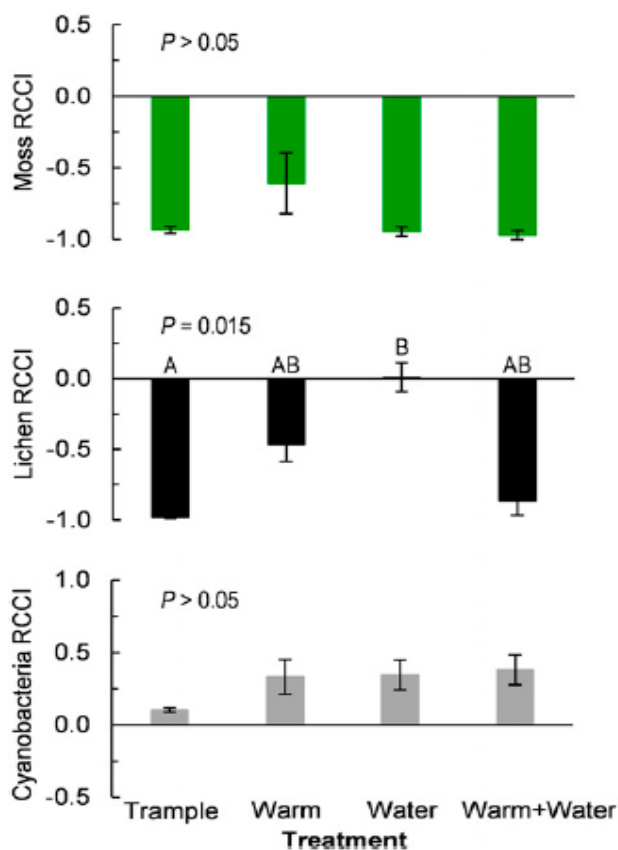 0.5
P > 0.05
0.0
-0.5
-1.0
Moss RCCI
0.5
P = 0.015
A AB B AB
0.0
-0.5
-1.0
Lichen RCCI
1.0
P > 0.05
0.5
0.0
-0.5
Cyanobacteria RCCI
Trample Warm Water Warm+Water
Treatment